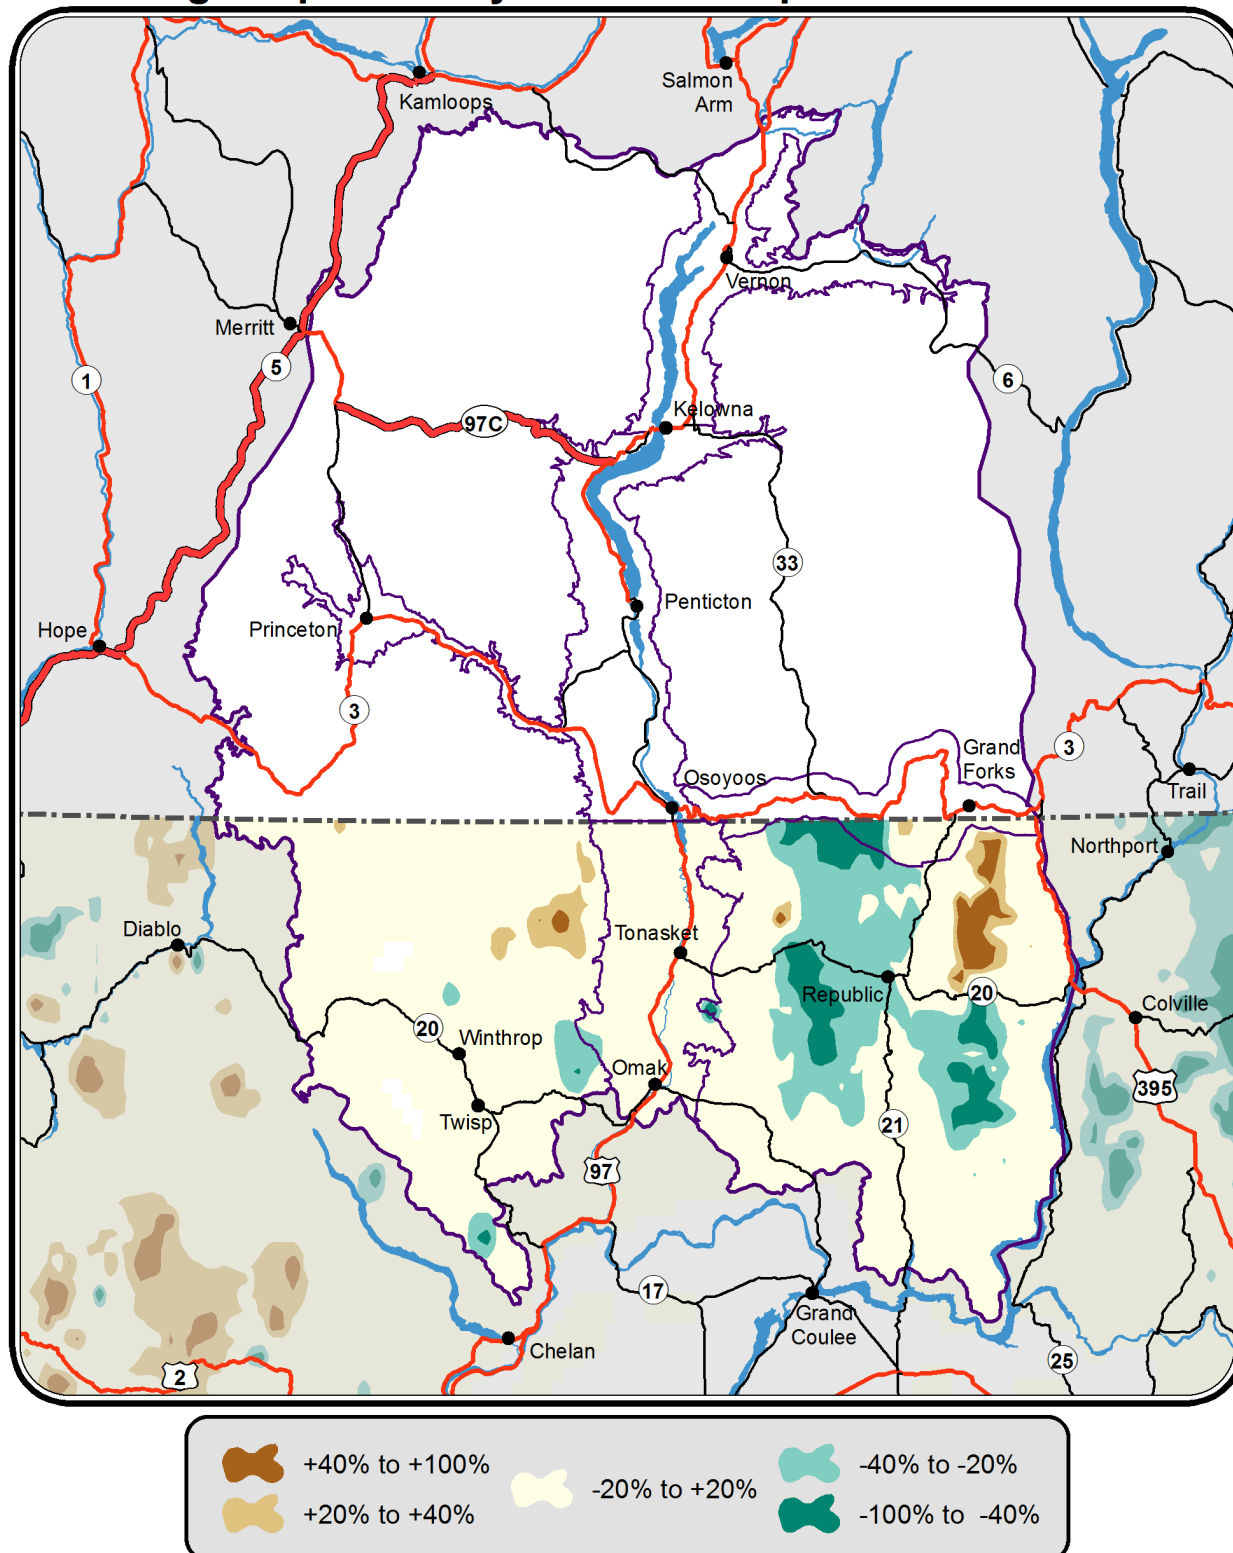 Kamloops
Salmon
Arm
Vernon
Merritt
5
1
6
Kelowna
97C
33
Penticton
Princeton
Hope
3
Grand
Forks
3
Osoyoos
Trail
Northport
Diablo
Tonasket
Republic
20
Colville
20
Winthrop
Omak
395
Twisp
21
97
17
Grand
Coulee
Chelan
25
2
+40% to +100%
-40% to -20%
-20% to +20%
+20% to +40%
-100% to -40%